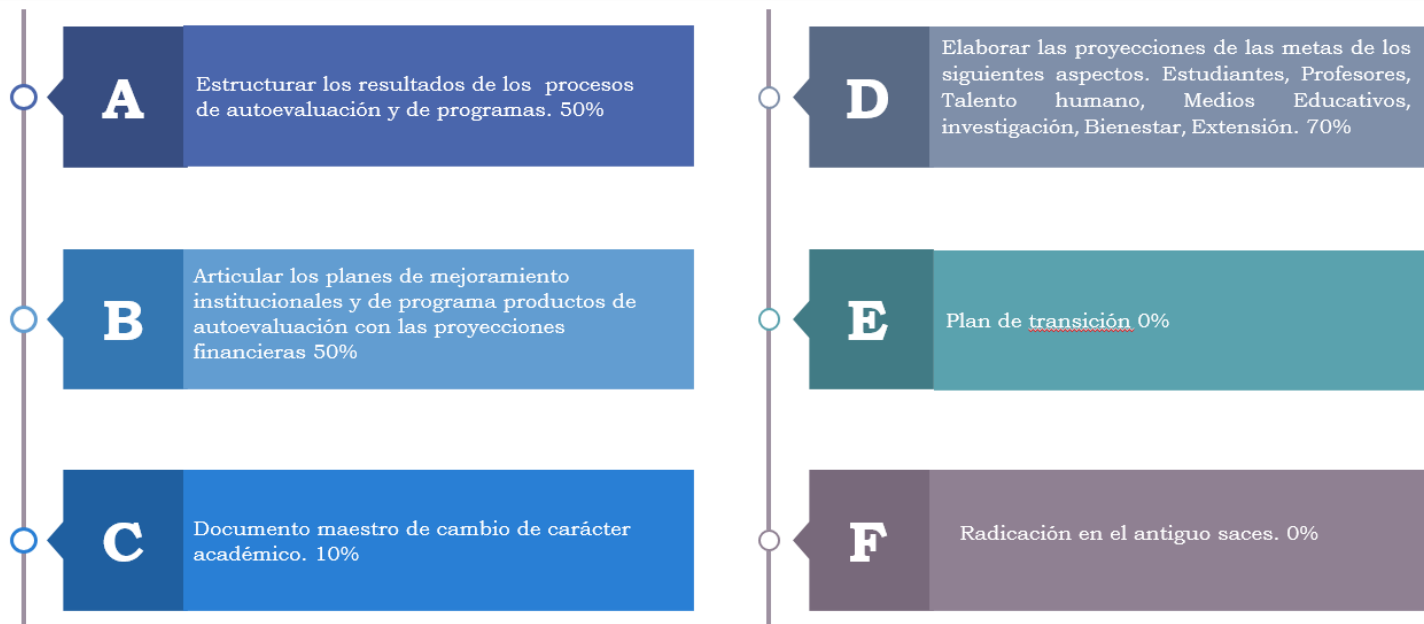 A
Estructurar los resultados de los procesos
de autoevaluación y de programas. 50%
B
Articular los planes de mejoramiento
institucionales y de programa productos de
autoevaluación con las proyecciones
financieras 50%
C
Documento maestro de cambio de carácter
académico. 10%
D
Elaborar las proyecciones de las metas de los
siguientes aspectos. Estudiantes, Profesores,
Talento humano, Medios Educativos,
investigación, Bienestar, Extensión. 70%
E
Plan de transición 0%
F
Radicación en el antiguo saces. 0%